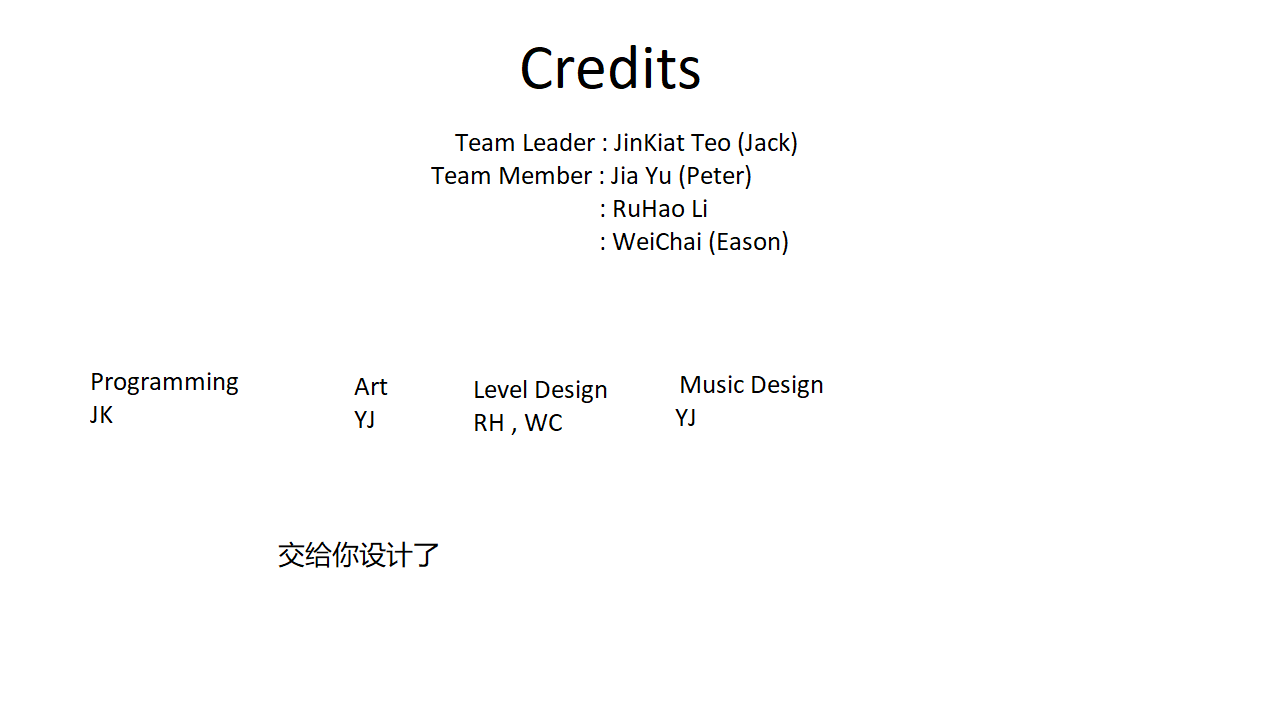 Credits
Team Leader : JinKiat Teo (Jack)
Team Member : Jia Yu (Peter)
: RuHao Li
: WeiChai (Eason)
Programming
JK
Art
YJ
Level Design
RH , WC
Music Design
YJ
交给你设计了